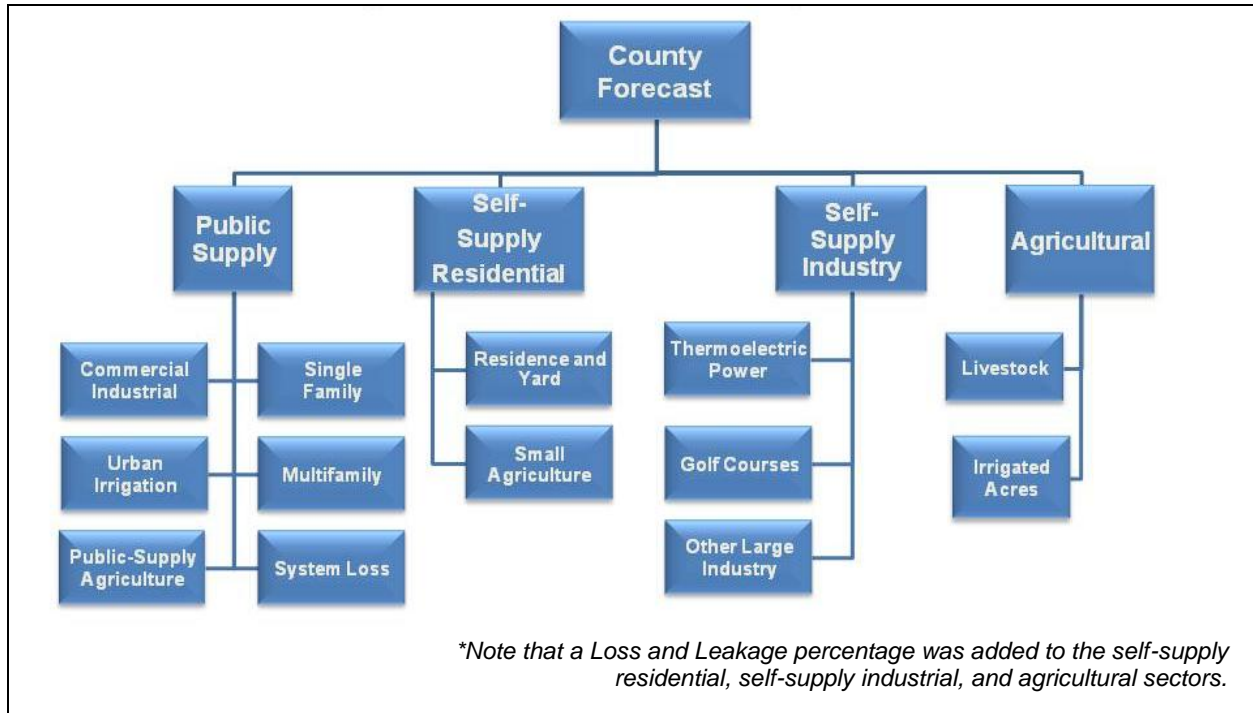 County
Forecast
Public
Supply
Self-
Supply
Residential
Self-
Supply
Industry
Agricultural
Commercial
Industrial
Single
Family
Urban
Irrigation
Multifamily
Public-Supply
Agriculture
System Loss
Residence and
Yard
Small
Agriculture
Thermoelectric
Power
Golf Courses
Other Large
Industry
Livestock
Irrigated
Acres
*Note that a Loss and Leakage percentage was added to the self-supply
residential, self-supply industrial, and agricultural sectors.